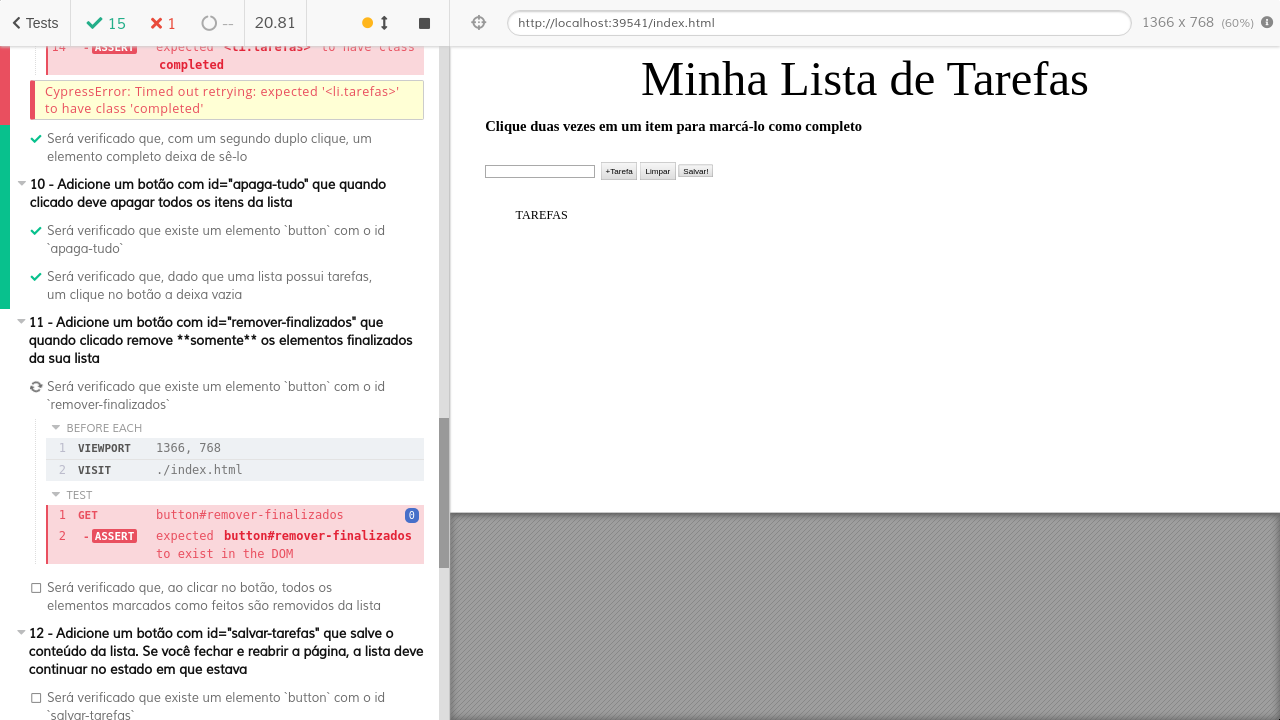 Tests
15
1
--
20.81
http://localhost:39541/index.html
1366 x 768 (60%)
14 - ASSERT expected <li.tarefas> to have class
completed
CypressError: Timed out retrying: expected '<li.tarefas>'
to have class 'completed'
Será verificado que, com um segundo duplo clique, um
elemento completo deixa de sê-lo
10 - Adicione um botão com id="apaga-tudo" que quando
clicado deve apagar todos os itens da lista
Será verificado que existe um elemento `button` com o id
`apaga-tudo`
Será verificado que, dado que uma lista possui tarefas,
um clique no botão a deixa vazia
11 - Adicione um botão com id="remover-finalizados" que
quando clicado remove **somente** os elementos finalizados
da sua lista
Será verificado que existe um elemento `button` com o id
`remover-finalizados`
BEFORE EACH
1 VIEWPORT 1366, 768
2 VISIT ./index.html
TEST
1 GET button#remover-finalizados 0
2 - ASSERT expected button#remover-finalizados
to exist in the DOM
Será verificado que, ao clicar no botão, todos os
elementos marcados como feitos são removidos da lista
12 - Adicione um botão com id="salvar-tarefas" que salve o
conteúdo da lista. Se você fechar e reabrir a página, a lista deve
continuar no estado em que estava
Será verificado que existe um elemento `button` com o id
`salvar-tarefas`
Minha Lista de Tarefas
Clique duas vezes em um item para marcá-lo como completo
+Tarefa
Limpar
Salvar!
TAREFAS